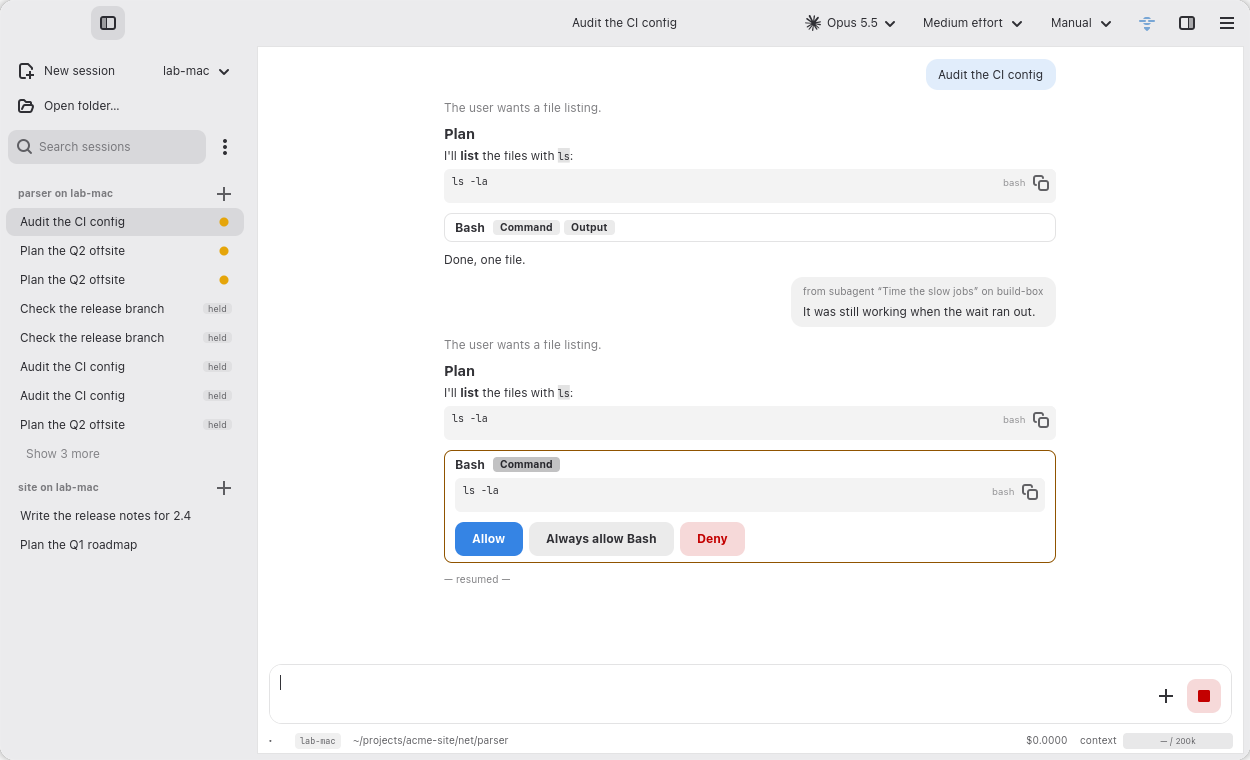 Audit the CI config
Opus 5.5
Medium effort
Manual
New session
lab-mac
Open folder...
Search sessions
parser on lab-mac
Audit the CI config
Plan the Q2 offsite
Plan the Q2 offsite
Check the release branch held
Check the release branch held
Audit the CI config held
Audit the CI config held
Plan the Q2 offsite held
Show 3 more
site on lab-mac
Write the release notes for 2.4
Plan the Q1 roadmap
Audit the CI config
The user wants a file listing.
Plan
I'll list the files with ls:
ls -la bash
Bash Command Output
Done, one file.
from subagent “Time the slow jobs” on build-box
It was still working when the wait ran out.
The user wants a file listing.
Plan
I'll list the files with ls:
ls -la bash
Bash Command
ls -la bash
Allow Always allow Bash Deny
— resumed —
lab-mac ~/projects/acme-site/net/parser
$0.0000 context — / 200k